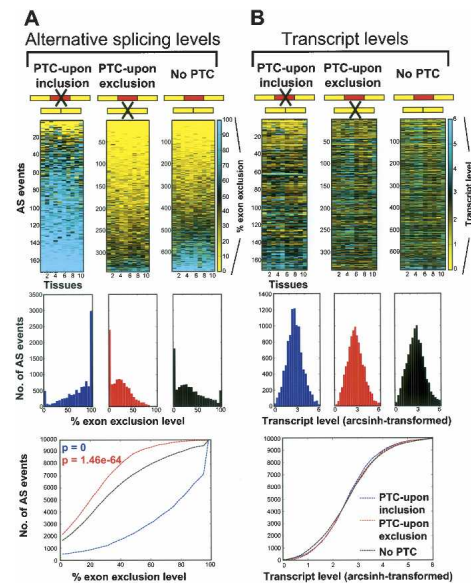 A
Alternative splicing levels
PTC-upon inclusion
PTC-upon exclusion
No PTC
AS events
20
40
60
80
100
120
140
160
50
100
150
200
250
300
100
200
300
400
500
600
100
90
80
70
60
50
40
30
20
10
0
% exon exclusion
2 4 6 8 10
2 4 6 8 10
2 4 6 8 10
Tissues
No. of AS events
3500
3000
2500
2000
1500
1000
500
0
0 50 100
0 50 100
0 50 100
% exon exclusion level
No. of AS events
10000
9000
8000
7000
6000
5000
4000
3000
2000
1000
0
p = 0
p = 1.46e-64
0 20 40 60 80 100
% exon exclusion level
B
Transcript levels
PTC-upon inclusion
PTC-upon exclusion
No PTC
20
40
60
80
100
120
140
160
50
100
150
200
250
300
100
200
300
400
500
600
6
5
4
3
2
1
0
Transcript level
2 4 6 8 10
2 4 6 8 10
2 4 6 8 10
Tissues
1400
1200
1000
800
600
400
200
0
0 3 6
0 3 6
0 3 6
Transcript level (arcsinh-transformed)
10000
9000
8000
7000
6000
5000
4000
3000
2000
1000
0
PTC-upon inclusion
PTC-upon exclusion
No PTC
0 1 2 3 4 5 6
Transcript level (arcsinh-transformed)